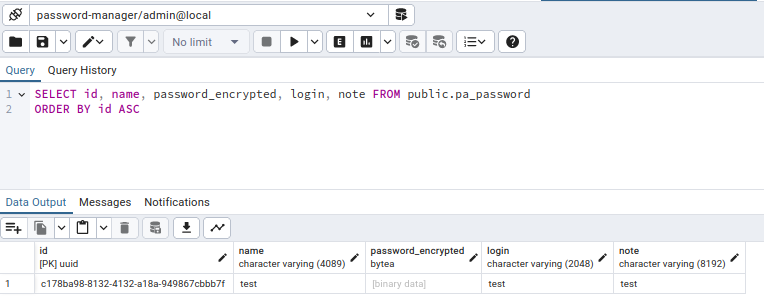 password-manager/admin@local
No limit
Query Query History
1 SELECT id, name, password_encrypted, login, note FROM public.pa_password
2 ORDER BY id ASC
Data Output Messages Notifications
id name password_encrypted login note
[PK] uuid character varying (4089) bytea character varying (2048) character varying (8192)
1 c178ba98-8132-4132-a18a-949867cbbb7f test [binary data] test test